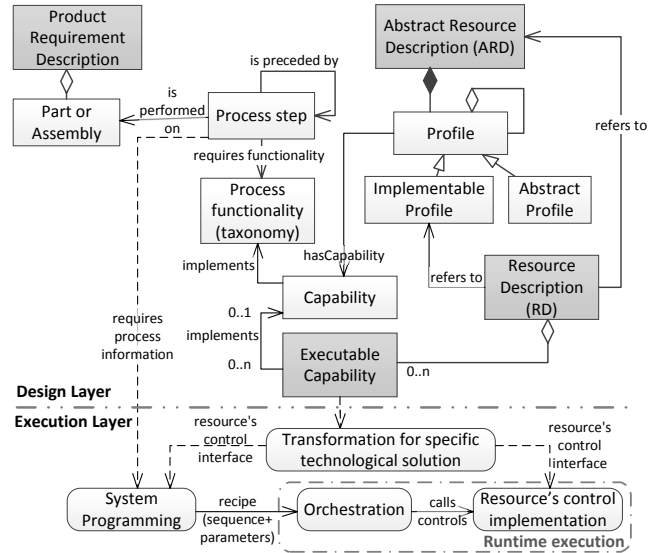 Product
Requirement
Description
Abstract Resource
Description (ARD)
is preceded by
is
performed
on
Part or
Assembly
Process step
Profile
refers to
requires functionality
Process
functionality
(taxonomy)
Implementable
Profile
Abstract
Profile
implements
hasCapability
refers to
Resource
Description
(RD)
Capability
0..1
implements
0..n
requires
process
information
Executable
Capability
0..n
Design Layer
Execution Layer
resource's
control
interface
Transformation for specific
technological solution
resource's
control
interface
System
Programming
recipe
(sequence+
parameters)
Orchestration
calls
controls
Resource's control
implementation
Runtime execution